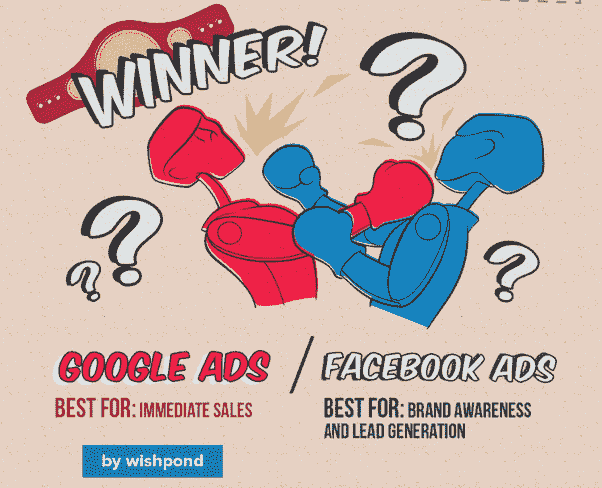 WINNER!
?
?
?
?
GOOGLE ADS / FACEBOOK ADS
BEST FOR: IMMEDIATE SALES
BEST FOR: BRAND AWARENESS
AND LEAD GENERATION
by wishpond